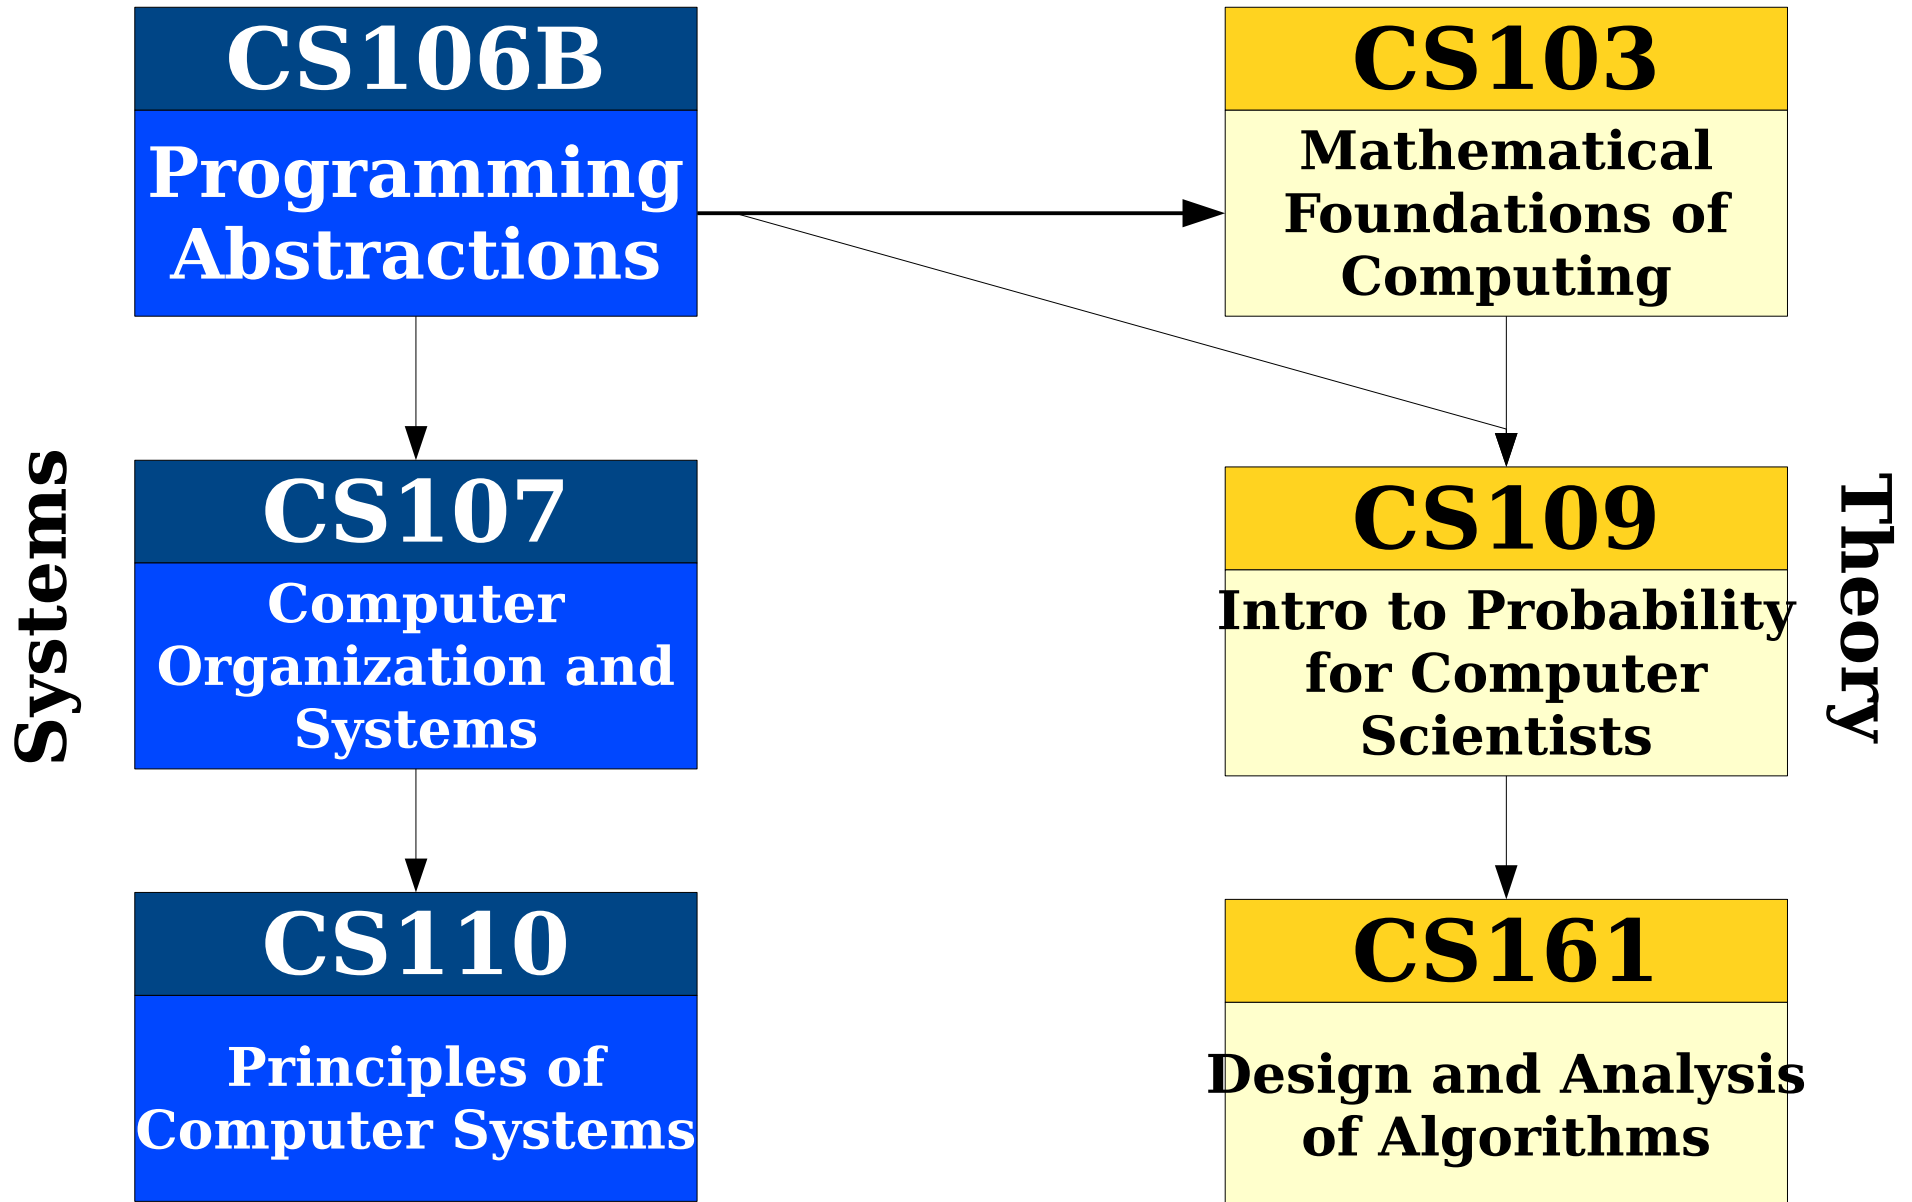 CS106B
Programming
Abstractions
CS103
Mathematical
Foundations of
Computing
Systems
CS107
Computer
Organization and
Systems
CS109
Intro to Probability
for Computer
Scientists
Theory
CS110
Principles of
Computer Systems
CS161
Design and Analysis
of Algorithms